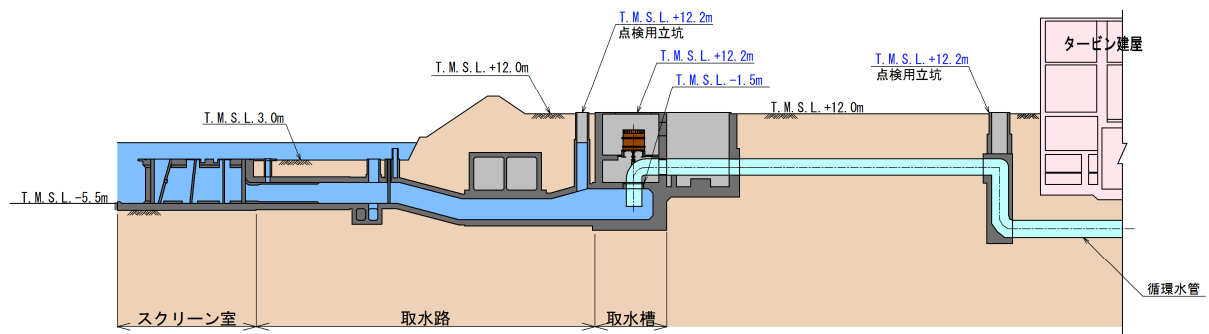 T.M.S.L.+12.2m
点検用立坑
T.M.S.L.+12.2m
T.M.S.L.+12.0m
T.M.S.L.-1.5m
タービン建屋
T.M.S.L.+12.2m
点検用立坑
T.M.S.L.3.0m
T.M.S.L.+12.0m
T.M.S.L.-5.5m
循環水管
スクリーン室
取水路
取水槽